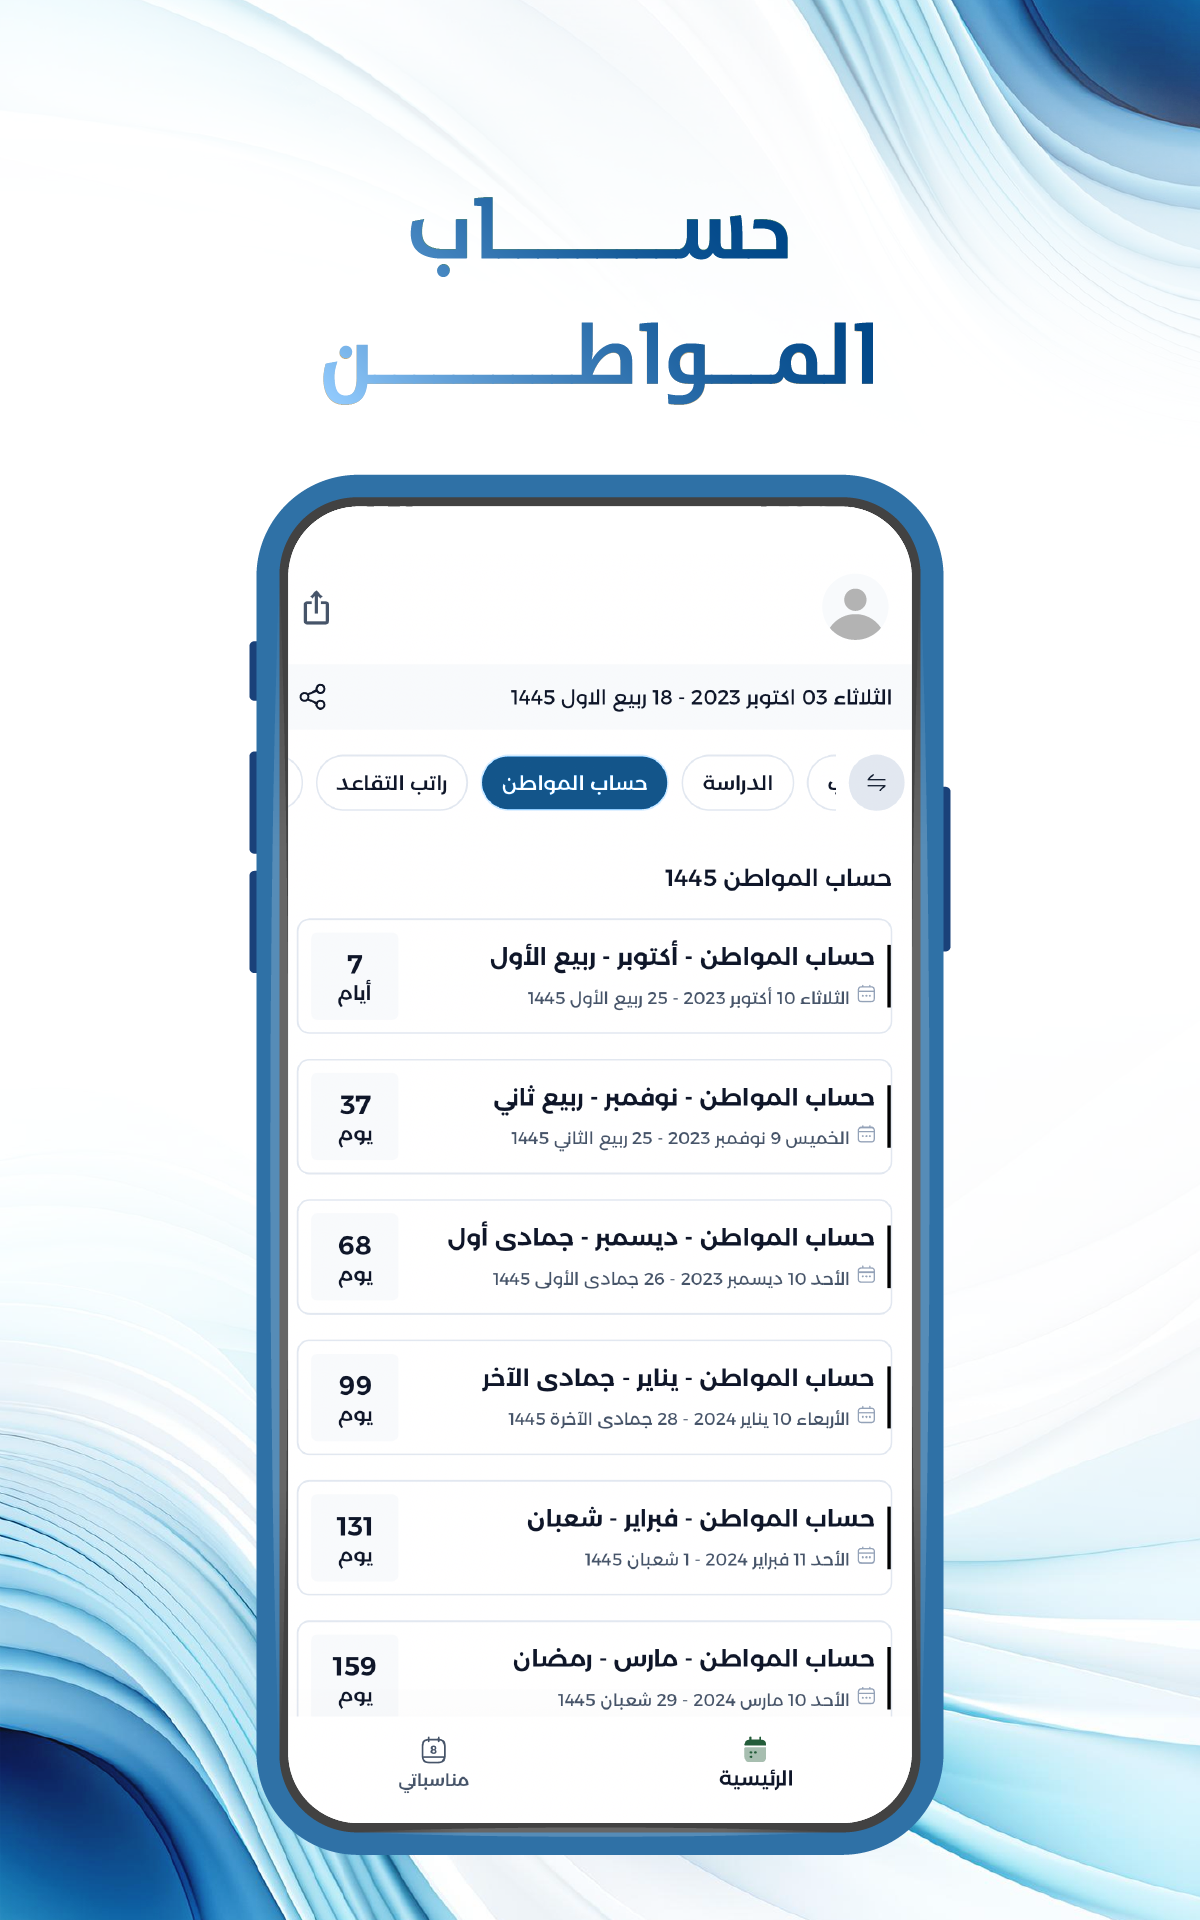 حســـــاب
المـــواطـــــــن
الثلاثاء 03 اكتوبر 2023 - 18 ربيع الاول 1445
الدراسة
حساب المواطن
راتب التقاعد
حساب المواطن 1445
حساب المواطن - أكتوبر - ربيع الأول
الثلاثاء 10 أكتوبر 2023 - 25 ربيع الأول 1445
7
أيام
حساب المواطن - نوفمبر - ربيع ثاني
الخميس 9 نوفمبر 2023 - 25 ربيع الثاني 1445
37
يوم
حساب المواطن - ديسمبر - جمادى أول
الأحد 10 ديسمبر 2023 - 26 جمادى الأولى 1445
68
يوم
حساب المواطن - يناير - جمادى الآخر
الأربعاء 10 يناير 2024 - 28 جمادى الآخرة 1445
99
يوم
حساب المواطن - فبراير - شعبان
الأحد 11 فبراير 2024 - 1 شعبان 1445
131
يوم
حساب المواطن - مارس - رمضان
الأحد 10 مارس 2024 - 29 شعبان 1445
159
يوم
8
الرئيسية
مناسباتي